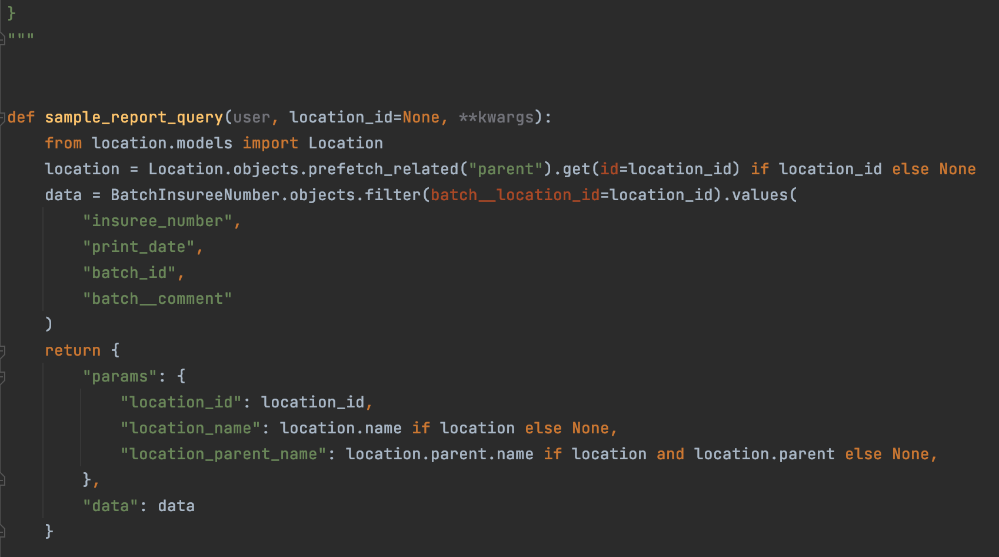 }
"""
def sample_report_query(user, location_id=None, **kwargs):
    from location.models import Location
    location = Location.objects.prefetch_related("parent").get(id=location_id) if location_id else None
    data = BatchInsureeNumber.objects.filter(batch__location_id=location_id).values(
        "insuree_number",
        "print_date",
        "batch_id",
        "batch__comment"
    )
    return {
        "params": {
            "location_id": location_id,
            "location_name": location.name if location else None,
            "location_parent_name": location.parent.name if location and location.parent else None,
        },
        "data": data
    }